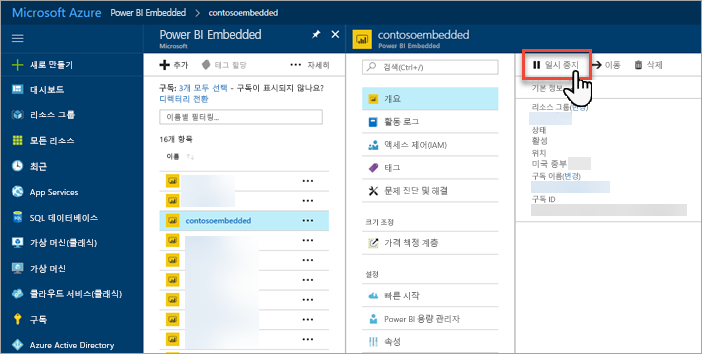 Microsoft Azure Power BI Embedded > contosoembedded
새로 만들기
대시보드
리소스 그룹
모든 리소스
최근
App Services
SQL 데이터베이스
가상 머신(클래식)
가상 머신
클라우드 서비스(클래식)
구독
Azure Active Directory
Power BI Embedded
Microsoft
추가
태그 할당
자세히
구독: 3개 모두 선택 - 구독이 표시되지 않나요?
디렉터리 전환
이름별 필터링...
16개 항목
이름
contosoembedded
contosoembedded
Power BI Embedded
검색(Ctrl+/)
개요
활동 로그
액세스 제어(IAM)
태그
문제 진단 및 해결
크기 조정
가격 책정 계층
설정
빠른 시작
Power BI 용량 관리자
속성
일시 중지
이동
삭제
기본 정보
리소스 그룹(변경)
상태
활성
위치
미국 중부
구독 이름(변경)
구독 ID